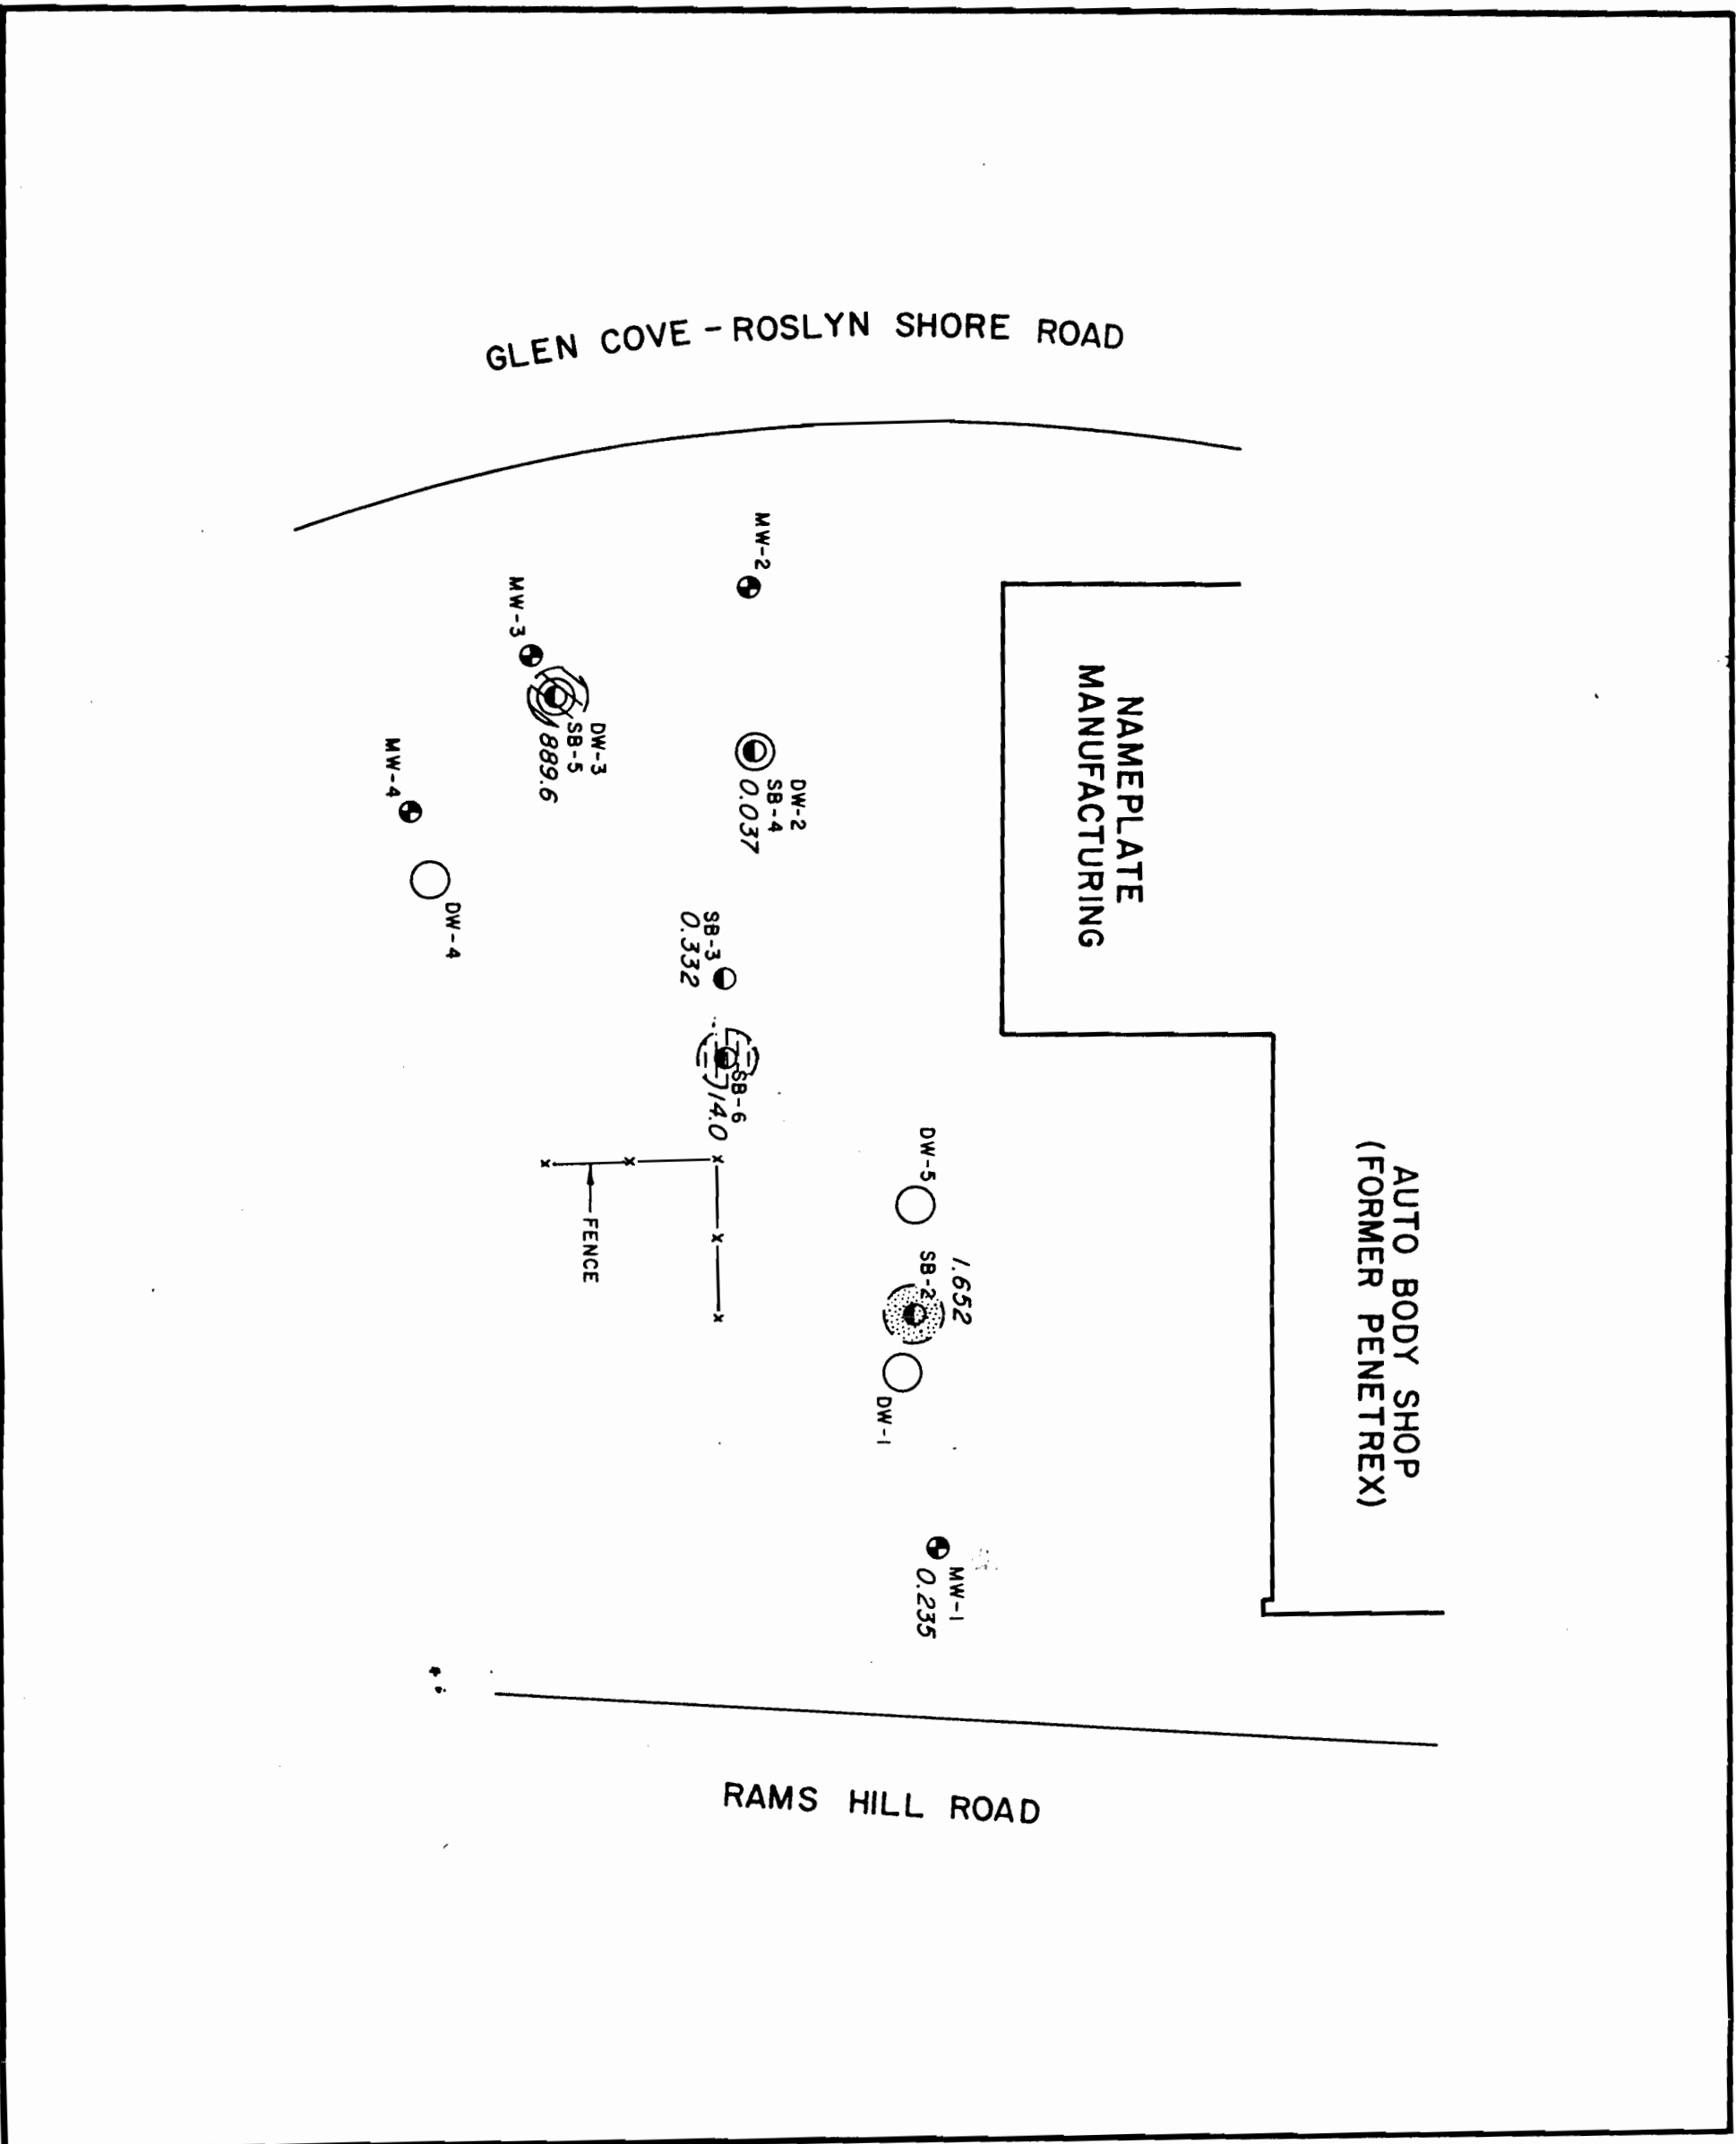 GLEN COVE – ROSLYN SHORE ROAD
MW-2
MW-3
DW-3
SB-5
889.6
DW-2
SB-4
0.037
MW-4
DW-4
NAMEPLATE
MANUFACTURING
SB-3
0.332
SB-6
14.0
FENCE
DW-5
1.652
SB-2
DW-1
AUTO BODY SHOP
(FORMER PENETREX)
MW-1
0.235
RAMS HILL ROAD